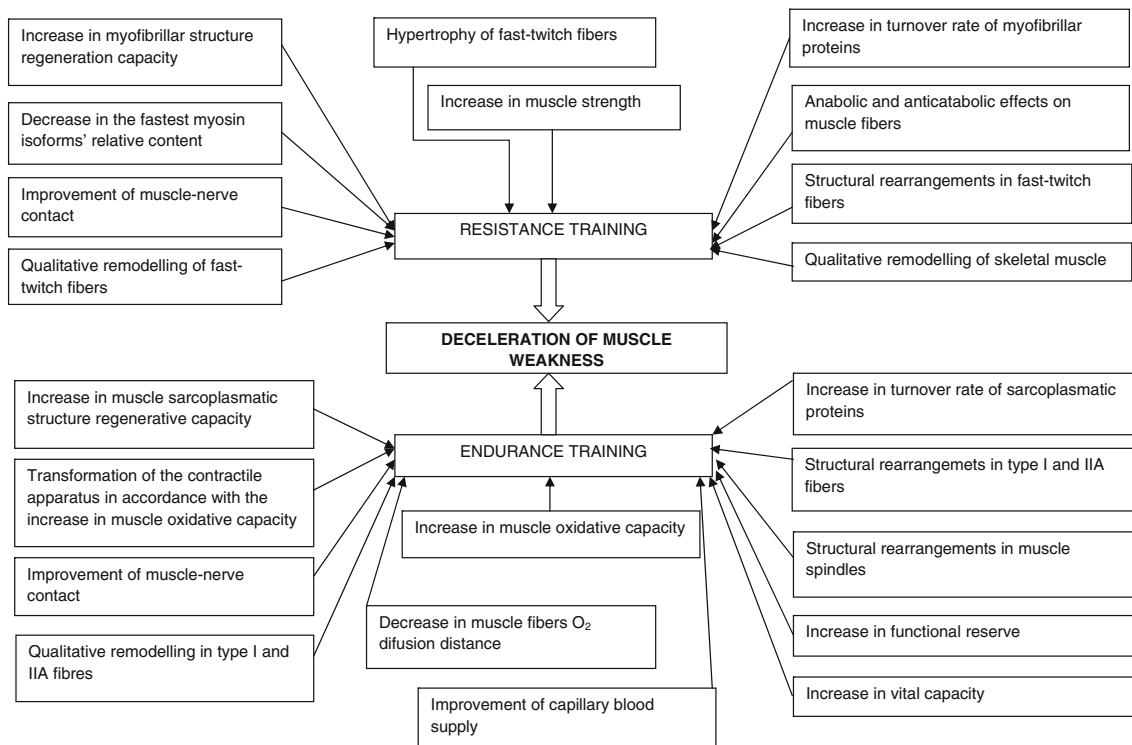 Increase in myofibrillar structure
regeneration capacity
Hypertrophy of fast-twitch fibers
Increase in turnover rate of myofibrillar
proteins
Increase in muscle strength
Decrease in the fastest myosin
isoforms' relative content
Anabolic and anticatabolic effects on
muscle fibers
Improvement of muscle-nerve
contact
Structural rearrangements in fast-twitch
fibers
RESISTANCE TRAINING
Qualitative remodelling of fast-
twitch fibers
Qualitative remodelling of skeletal muscle
DECELERATION OF MUSCLE
WEAKNESS
Increase in muscle sarcoplasmatic
structure regenerative capacity
Increase in turnover rate of sarcoplasmatic
proteins
ENDURANCE TRAINING
Transformation of the contractile
apparatus in accordance with the
increase in muscle oxidative capacity
Structural rearrangemets in type I and IIA
fibers
Increase in muscle oxidative capacity
Improvement of muscle-nerve
contact
Structural rearrangements in muscle
spindles
Decrease in muscle fibers O₂
difusion distance
Increase in functional reserve
Qualitative remodelling in type I and
IIA fibres
Increase in vital capacity
Improvement of capillary blood
supply